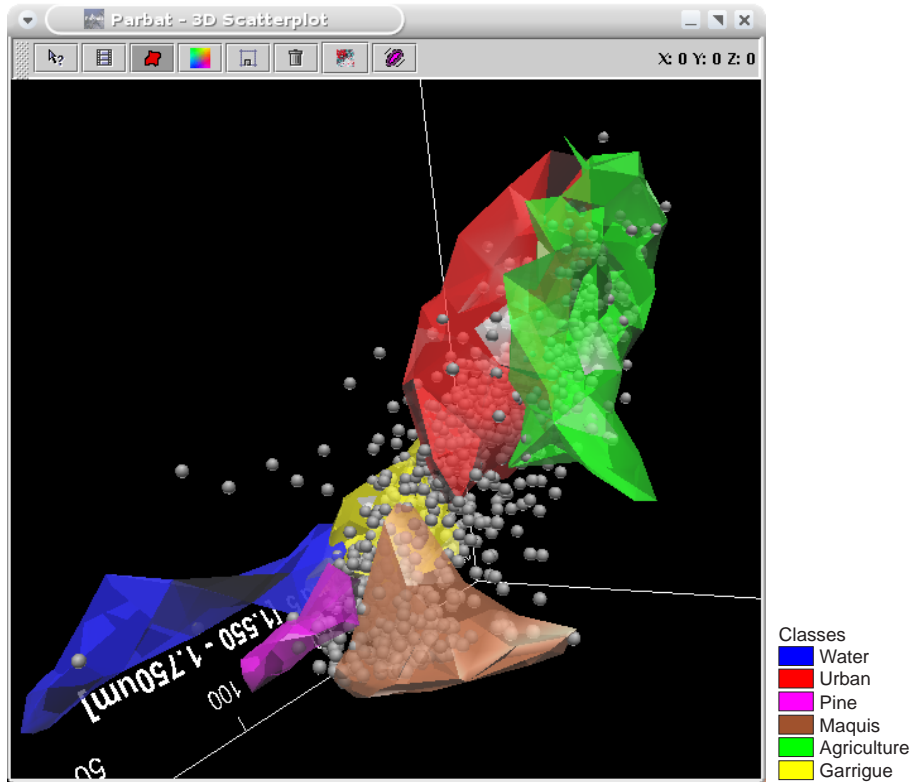 Parbat - 3D Scatterplot
X: 0 Y: 0 Z: 0
[1.550 - 1.750um]
100
50
Classes
Water
Urban
Pine
Maquis
Agriculture
Garrigue